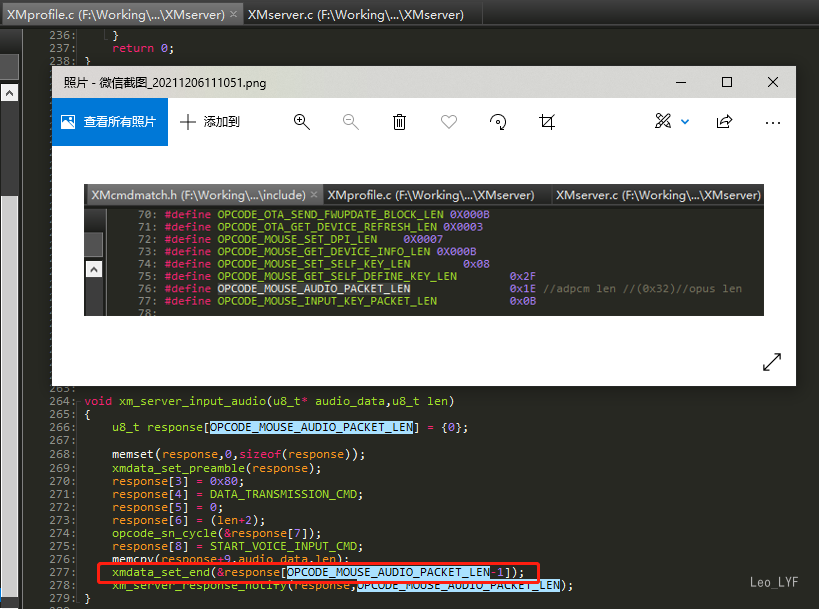 XMprofile.c (F:\Working\...\XMserver) × XMserver.c (F:\Working\...\XMserver)
236: }
237: return 0;
238: }
照片 - 微信截图_20211206111051.png
查看所有照片 添加到
XMcmdmatch.h (F:\Working\...\include) × XMprofile.c (F:\Working\...\XMserver) XMserver.c (F:\Working\...\XMserver)
70: #define OPCODE_OTA_SEND_FWUPDATE_BLOCK_LEN 0X000B
71: #define OPCODE_OTA_GET_DEVICE_REFRESH_LEN 0X0003
72: #define OPCODE_MOUSE_SET_DPI_LEN 0X0007
73: #define OPCODE_MOUSE_GET_DEVICE_INFO_LEN 0X000B
74: #define OPCODE_MOUSE_SET_SELF_KEY_LEN 0x08
75: #define OPCODE_MOUSE_GET_SELF_DEFINE_KEY_LEN 0x2F
76: #define OPCODE_MOUSE_AUDIO_PACKET_LEN 0x1E //adpcm len //(0x32)//opus len
77: #define OPCODE_MOUSE_INPUT_KEY_PACKET_LEN 0x0B
78:
263:
264: void xm_server_input_audio(u8_t* audio_data,u8_t len)
265: {
266: u8_t response[OPCODE_MOUSE_AUDIO_PACKET_LEN] = {0};
267:
268: memset(response,0,sizeof(response));
269: xmdata_set_preamble(response);
270: response[3] = 0x80;
271: response[4] = DATA_TRANSMISSION_CMD;
272: response[5] = 0;
273: response[6] = (len+2);
274: opcode_sn_cycle(&response[7]);
275: response[8] = START_VOICE_INPUT_CMD;
276: memcpy(response+9,audio_data,len);
277: xmdata_set_end(&response[OPCODE_MOUSE_AUDIO_PACKET_LEN-1]);
278: xm_server_response_notify(response,OPCODE_MOUSE_AUDIO_PACKET_LEN);
279: }
Leo_LYF